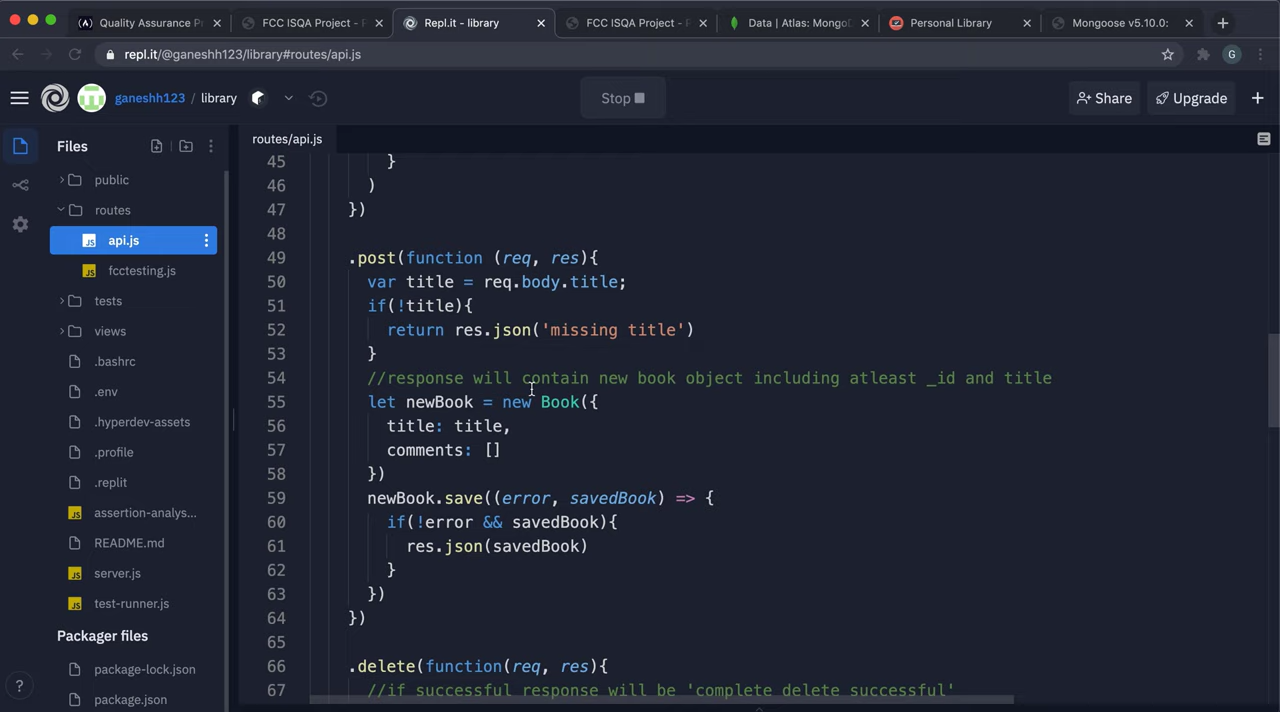 Quality Assurance P
FCC ISQA Project - P
Repl.it - library
FCC ISQA Project - P
Data | Atlas: MongoD
Personal Library
Mongoose v5.10.0:
repl.it/@ganeshh123/library#routes/api.js
G
ganeshh123 / library
Stop
Share
Upgrade
Files
public
routes
JS api.js
JS fcctesting.js
tests
views
.bashrc
.env
.hyperdev-assets
.profile
.replit
JS assertion-analys...
README.md
JS server.js
JS test-runner.js
Packager files
package-lock.json
package.json
?
routes/api.js
45 }
46 )
47 })
48
49 .post(function (req, res){
50 var title = req.body.title;
51 if(!title){
52 return res.json('missing title')
53 }
54 //response will contain new book object including atleast _id and title
55 let newBook = new Book({
56 title: title,
57 comments: []
58 })
59 newBook.save((error, savedBook) => {
60 if(!error && savedBook){
61 res.json(savedBook)
62 }
63 })
64 })
65
66 .delete(function(req, res){
67 //if successful response will be 'complete delete successful'